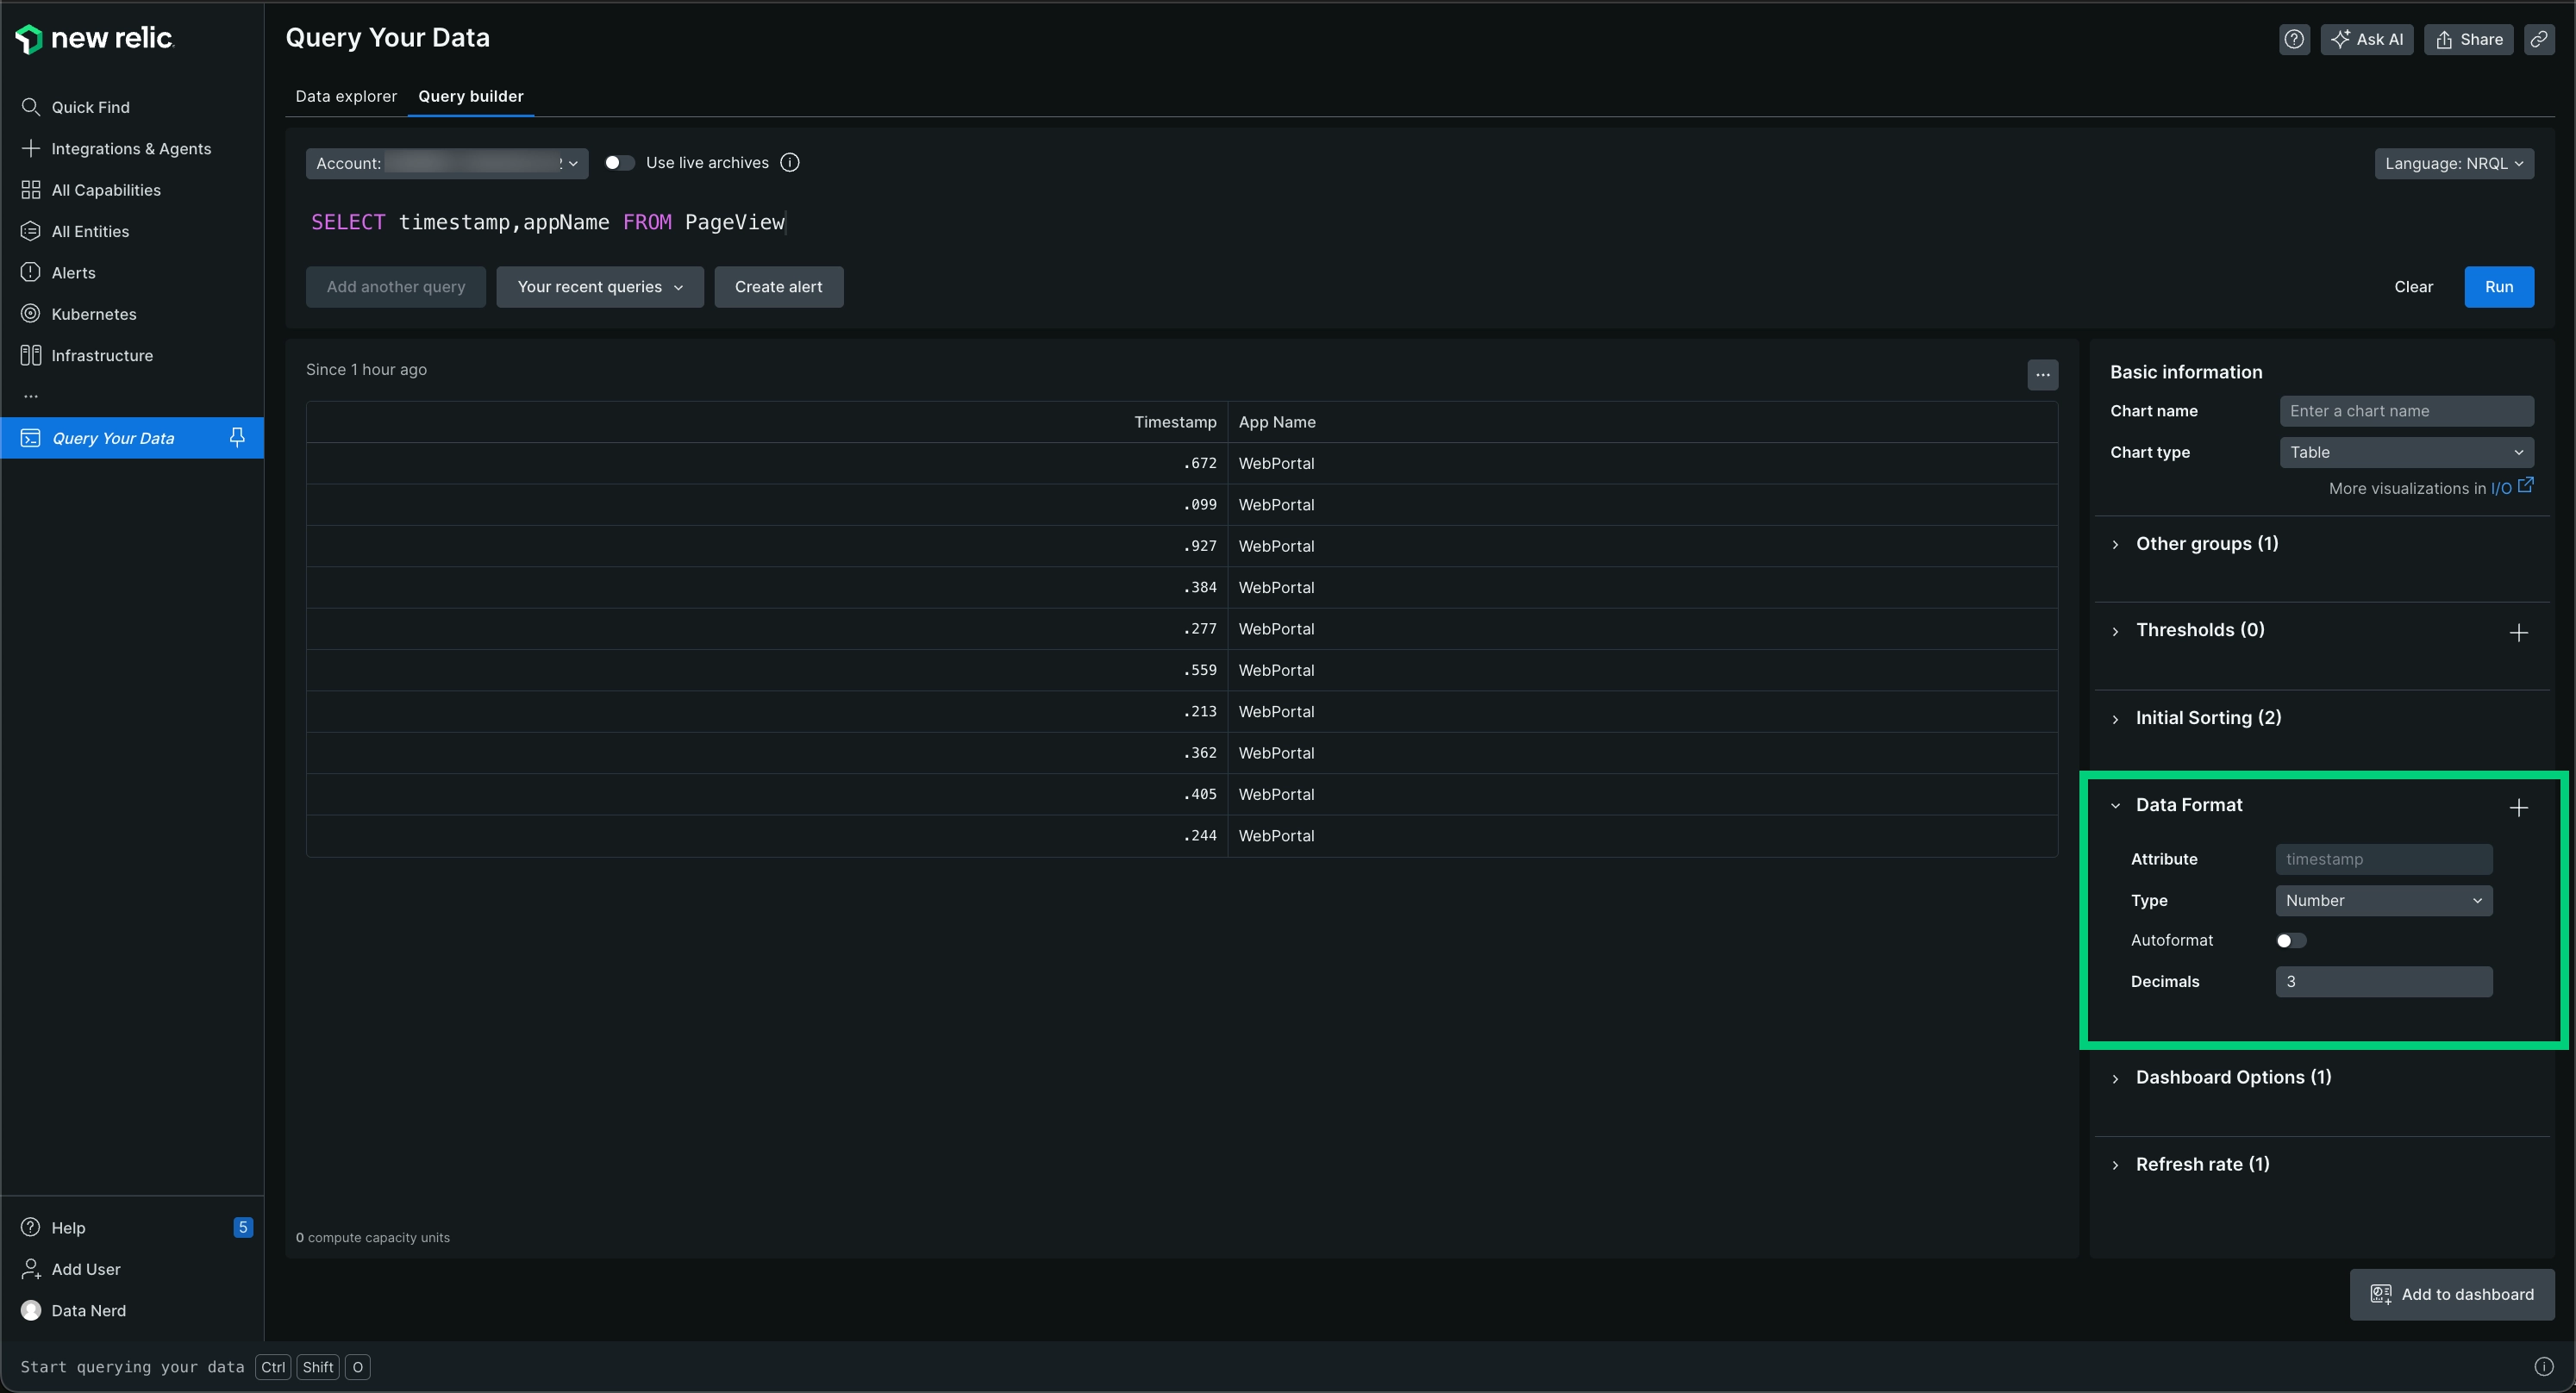 new relic
Quick Find
Integrations & Agents
All Capabilities
All Entities
Alerts
Kubernetes
Infrastructure
...
Query Your Data
Help 5
Add User
Data Nerd
Query Your Data
Ask AI Share
Data explorer Query builder
Account: Use live archives Language: NRQL
SELECT timestamp,appName FROM PageView
Add another query Your recent queries Create alert Clear Run
Since 1 hour ago
...
Timestamp App Name
.672 WebPortal
.099 WebPortal
.927 WebPortal
.384 WebPortal
.277 WebPortal
.559 WebPortal
.213 WebPortal
.362 WebPortal
.405 WebPortal
.244 WebPortal
0 compute capacity units
Basic information
Chart name Enter a chart name
Chart type Table
More visualizations in I/O
Other groups (1)
Thresholds (0)
Initial Sorting (2)
Data Format
Attribute timestamp
Type Number
Autoformat
Decimals 3
Dashboard Options (1)
Refresh rate (1)
Add to dashboard
Start querying your data Ctrl Shift O